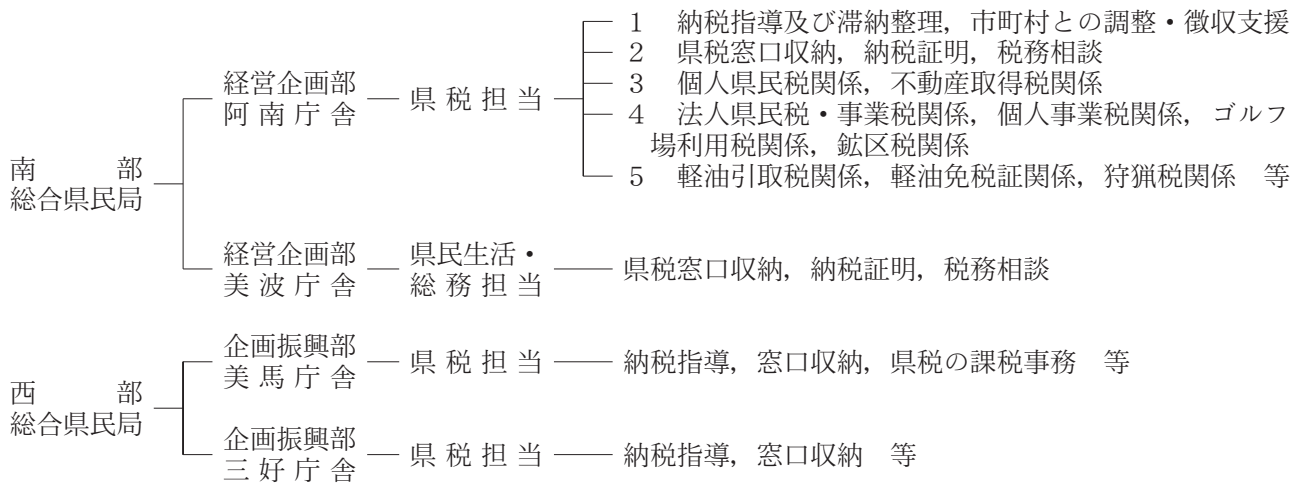 南部
総合県民局
経営企画部
阿南庁舎
県税担当
1 納税指導及び滞納整理，市町村との調整・徴収支援
2 県税窓口収納，納税証明，税務相談
3 個人県民税関係，不動産取得税関係
4 法人県民税・事業税関係，個人事業税関係，ゴルフ
場利用税関係，鉱区税関係
5 軽油引取税関係，軽油免税証関係，狩猟税関係 等
経営企画部
美波庁舎
県民生活・
総務担当
県税窓口収納，納税証明，税務相談
西部
総合県民局
企画振興部
美馬庁舎
県税担当
納税指導，窓口収納，県税の課税事務 等
企画振興部
三好庁舎
県税担当
納税指導，窓口収納 等